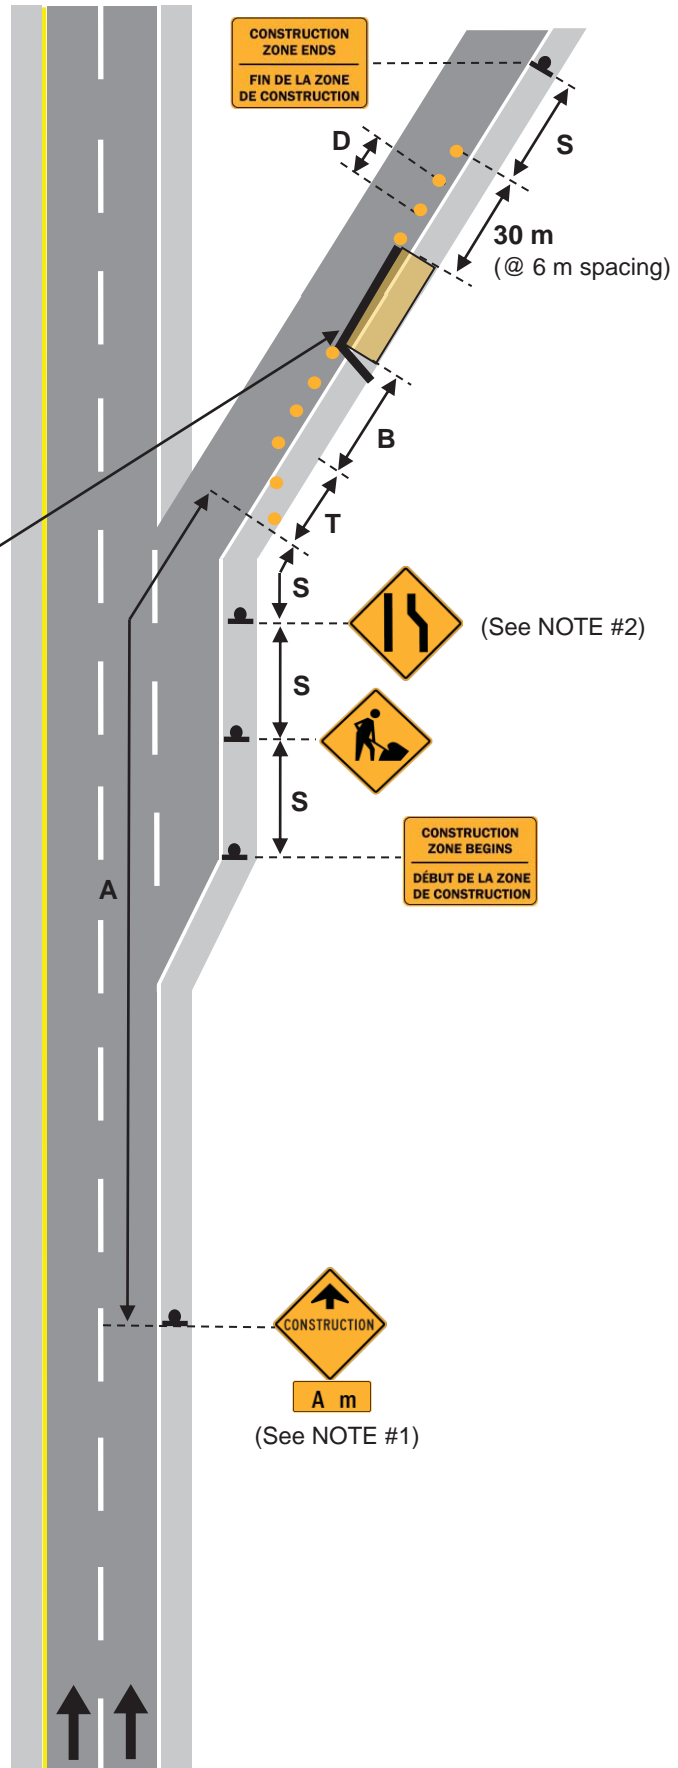 CONSTRUCTION
ZONE ENDS
FIN DE LA ZONE
DE CONSTRUCTION
D
S
30 m
(@ 6 m spacing)
B
T
S
(See NOTE #2)
S
S
CONSTRUCTION
ZONE BEGINS
DÉBUT DE LA ZONE
DE CONSTRUCTION
A
CONSTRUCTION
A m
(See NOTE #1)